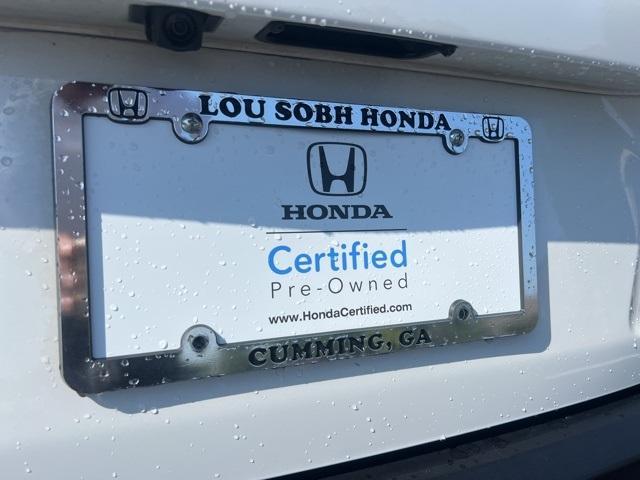 LOU SOBH HONDA
HONDA
Certified
Pre-Owned
www.HondaCertified.com
CUMMING, GA